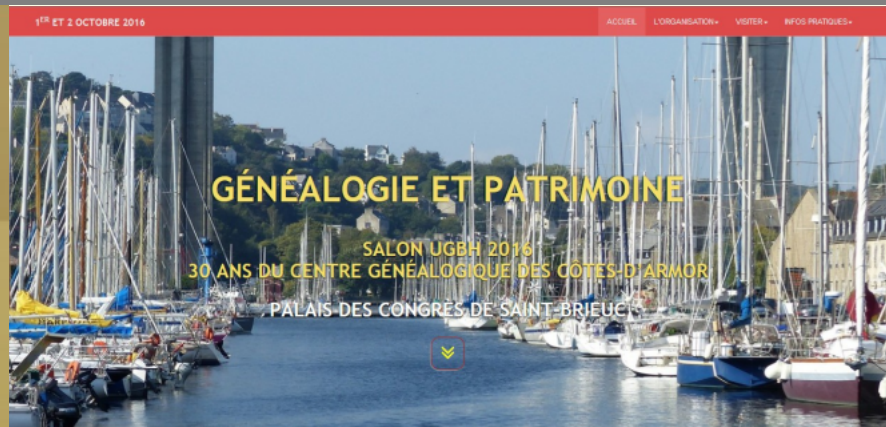 1ER ET 2 OCTOBRE 2016
ACCUEIL L'ORGANISATION VISITER INFOS PRATIQUES
GÉNÉALOGIE ET PATRIMOINE
SALON UGBH 2016
30 ANS DU CENTRE GÉNÉALOGIQUE DES CÔTES-D'ARMOR
PALAIS DES CONGRÈS DE SAINT-BRIEUC